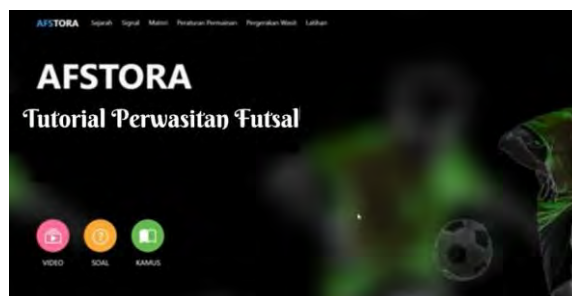 AFSTORA Sejarah Signal Materi Peraturan Permainan Pergerakan Wasit Latihan
AFSTORA
Tutorial Perwasitan Futsal
VIDEO SOAL KAMUS